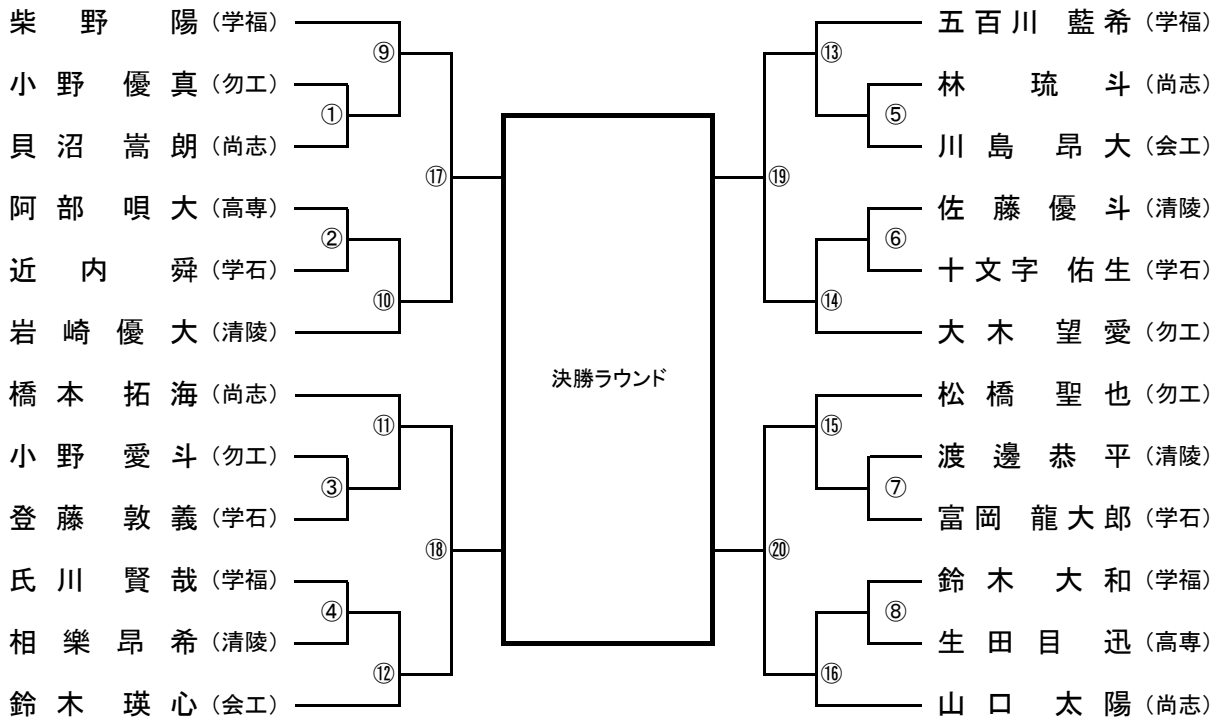 柴野 陽（学福）
⑨
小野 優真（勿工）
①
貝沼 嵩朗（尚志）
⑰
阿部 唄大（高専）
②
近内 舜（学石）
⑩
岩崎 優大（清陵）
橋本 拓海（尚志）
⑪
小野 愛斗（勿工）
③
登藤 敦義（学石）
⑱
氏川 賢哉（学福）
④
相樂 昂希（清陵）
⑫
鈴木 瑛心（会工）
決勝ラウンド
五百川 藍希（学福）
⑬
林 琉斗（尚志）
⑤
川島 昂大（会工）
⑲
佐藤 優斗（清陵）
⑥
十文字 佑生（学石）
⑭
大木 望愛（勿工）
松橋 聖也（勿工）
⑮
渡邊 恭平（清陵）
⑦
富岡 龍大郎（学石）
⑳
鈴木 大和（学福）
⑧
生田目 迅（高専）
⑯
山口 太陽（尚志）